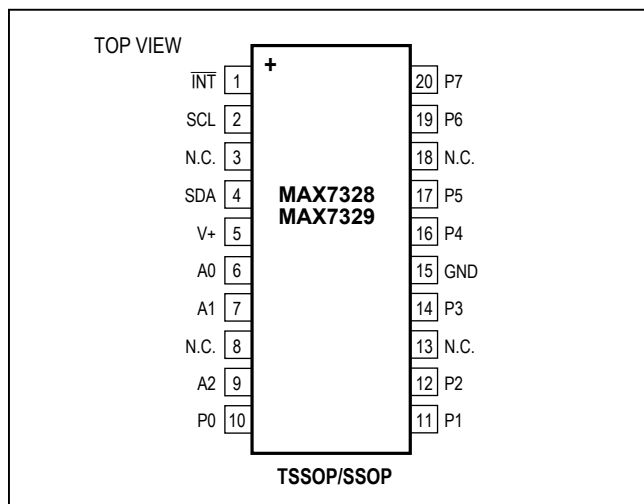 TOP VIEW
+
INT 1 20 P7
SCL 2 19 P6
N.C. 3 18 N.C.
SDA 4 17 P5
MAX7328
MAX7329
V+ 5 16 P4
A0 6 15 GND
A1 7 14 P3
N.C. 8 13 N.C.
A2 9 12 P2
P0 10 11 P1
TSSOP/SSOP